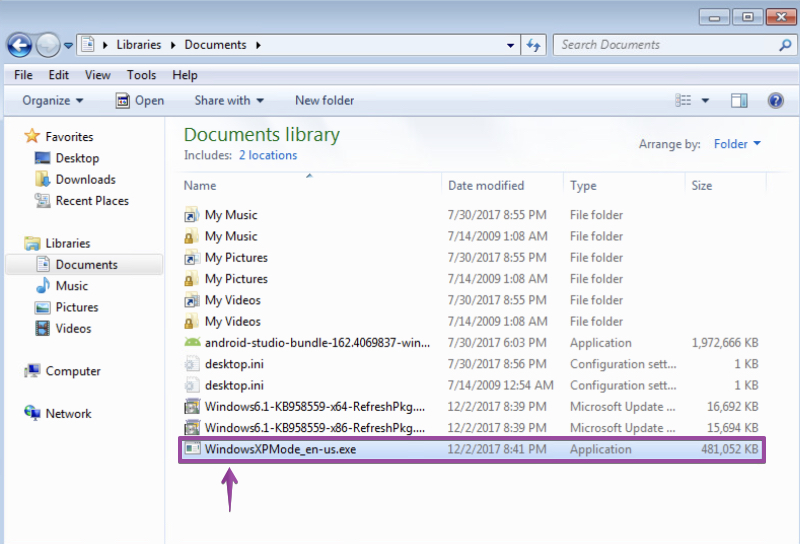 Libraries Documents
Search Documents
File Edit View Tools Help
Organize Open Share with New folder
Favorites
Desktop
Downloads
Recent Places
Libraries
Documents
Music
Pictures
Videos
Computer
Network
Documents library
Includes: 2 locations
Arrange by: Folder
Name Date modified Type Size
My Music 7/30/2017 8:55 PM File folder
My Music 7/14/2009 1:08 AM File folder
My Pictures 7/30/2017 8:55 PM File folder
My Pictures 7/14/2009 1:08 AM File folder
My Videos 7/30/2017 8:55 PM File folder
My Videos 7/14/2009 1:08 AM File folder
android-studio-bundle-162.4069837-win... 7/30/2017 6:03 PM Application 1,972,666 KB
desktop.ini 7/30/2017 8:56 PM Configuration sett... 1 KB
desktop.ini 7/14/2009 12:54 AM Configuration sett... 1 KB
Windows6.1-KB958559-x64-RefreshPkg.... 12/2/2017 8:39 PM Microsoft Update ... 16,692 KB
Windows6.1-KB958559-x86-RefreshPkg.... 12/2/2017 8:39 PM Microsoft Update ... 15,694 KB
WindowsXPMode_en-us.exe 12/2/2017 8:41 PM Application 481,052 KB